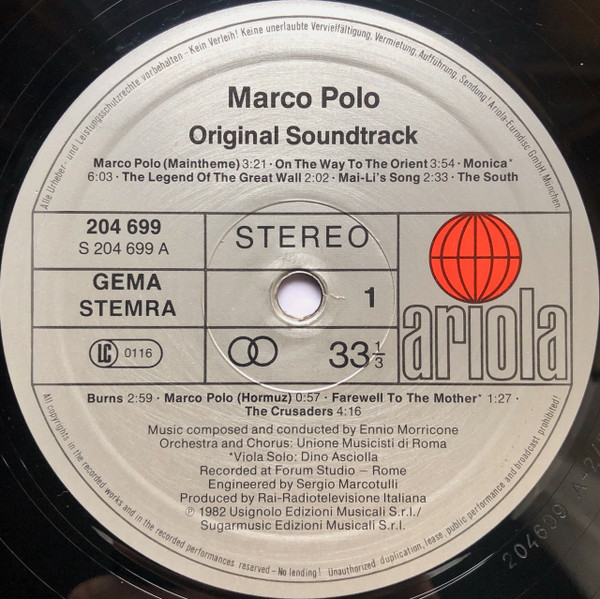 Alle Urheber- und Leistungsschutzrechte vorbehalten - Kein Verleih! Keine unerlaubte Vervielfältigung, Vermietung, Aufführung, Sendung! Ariola-Eurodisc GmbH, München.
Marco Polo
Original Soundtrack
Marco Polo (Maintheme) 3:21 · On The Way To The Orient 3:54 · Monica*
6:03 · The Legend Of The Great Wall 2:02 · Mai-Li's Song 2:33 · The South
204 699
S 204 699 A
STEREO
GEMA
STEMRA
1
LC 0116
33 1/3
ariola
Burns 2:59 · Marco Polo (Hormuz) 0:57 · Farewell To The Mother* 1:27 ·
The Crusaders 4:16
Music composed and conducted by Ennio Morricone
Orchestra and Chorus: Unione Musicisti di Roma
*Viola Solo: Dino Asciolla
Recorded at Forum Studio – Rome
Engineered by Sergio Marcotulli
Produced by Rai-Radiotelevisione Italiana
℗ 1982 Usignolo Edizioni Musicali S.r.l./
Sugarmusic Edizioni Musicali S.r.l.
All copyrights in the recorded works and in the recorded performances reserved – No lending! Unauthorized duplication, lease, public performance and broadcast prohibited!
204699 A